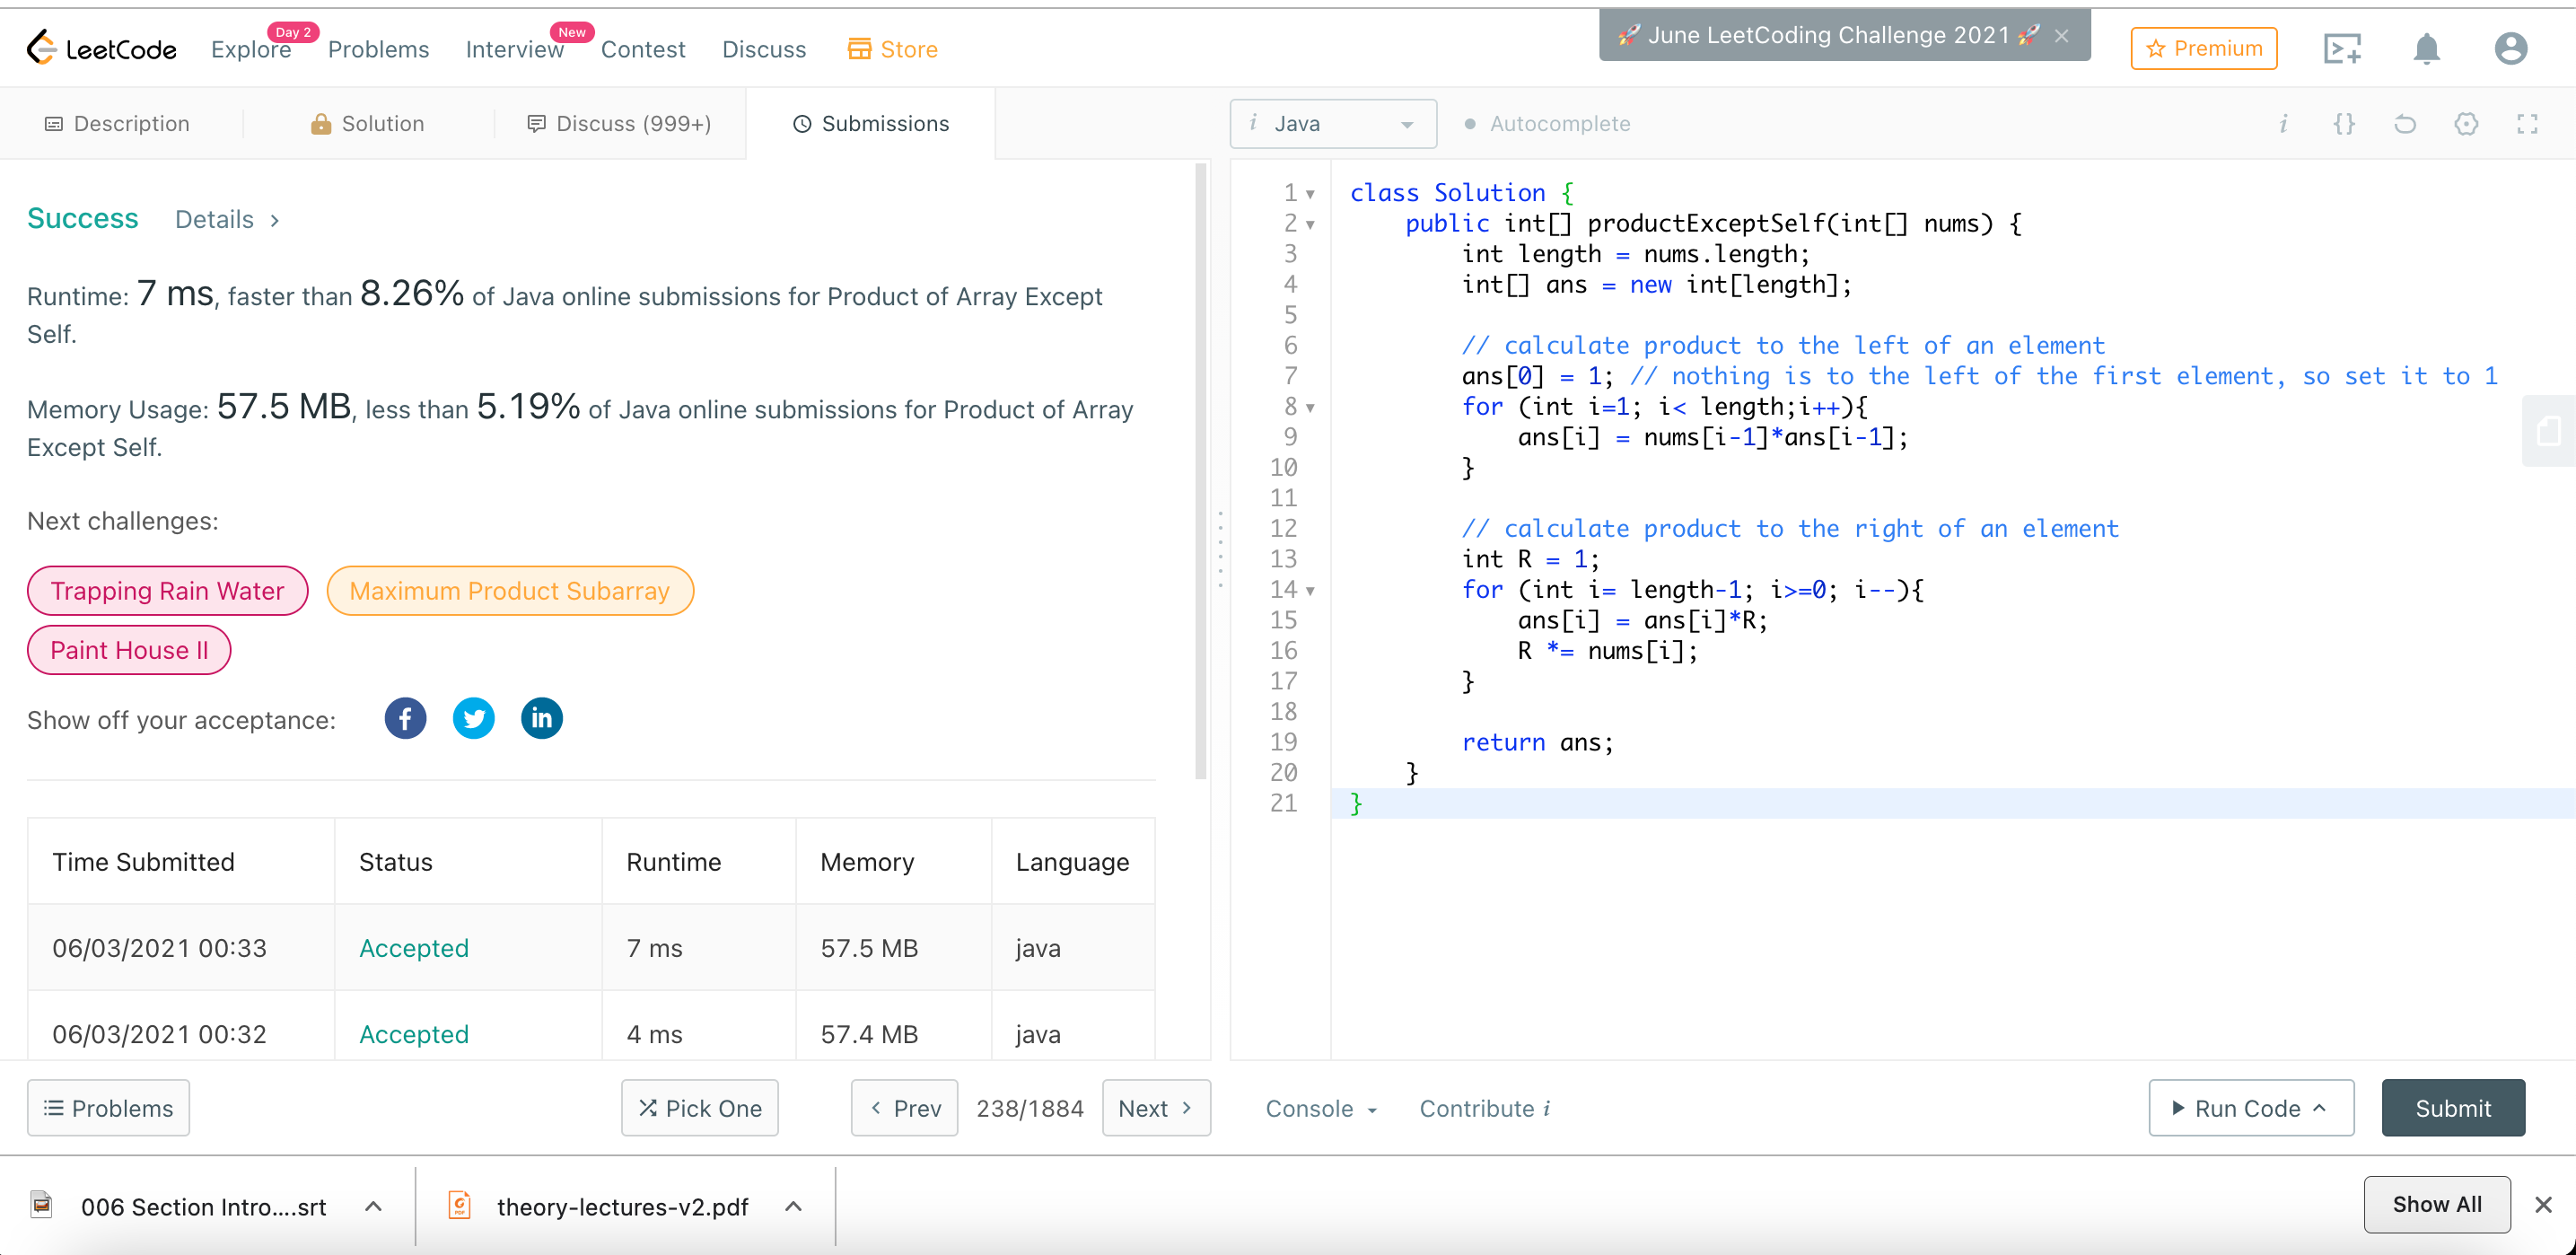 LeetCode
Explore Day 2 Problems Interview New Contest Discuss Store
🚀 June LeetCoding Challenge 2021 🚀 ×
Premium
Description Solution Discuss (999+) Submissions
i Java Autocomplete
Success Details >
Runtime: 7 ms, faster than 8.26% of Java online submissions for Product of Array Except
Self.
Memory Usage: 57.5 MB, less than 5.19% of Java online submissions for Product of Array
Except Self.
Next challenges:
Trapping Rain Water Maximum Product Subarray
Paint House II
Show off your acceptance:
Time Submitted Status Runtime Memory Language
06/03/2021 00:33 Accepted 7 ms 57.5 MB java
06/03/2021 00:32 Accepted 4 ms 57.4 MB java
1 class Solution {
2     public int[] productExceptSelf(int[] nums) {
3         int length = nums.length;
4         int[] ans = new int[length];
5
6         // calculate product to the left of an element
7         ans[0] = 1; // nothing is to the left of the first element, so set it to 1
8         for (int i=1; i< length;i++){
9             ans[i] = nums[i-1]*ans[i-1];
10         }
11
12         // calculate product to the right of an element
13         int R = 1;
14         for (int i= length-1; i>=0; i--){
15             ans[i] = ans[i]*R;
16             R *= nums[i];
17         }
18
19         return ans;
20     }
21 }
Problems Pick One < Prev 238/1884 Next > Console Contribute i Run Code Submit
006 Section Intro....srt theory-lectures-v2.pdf Show All ×